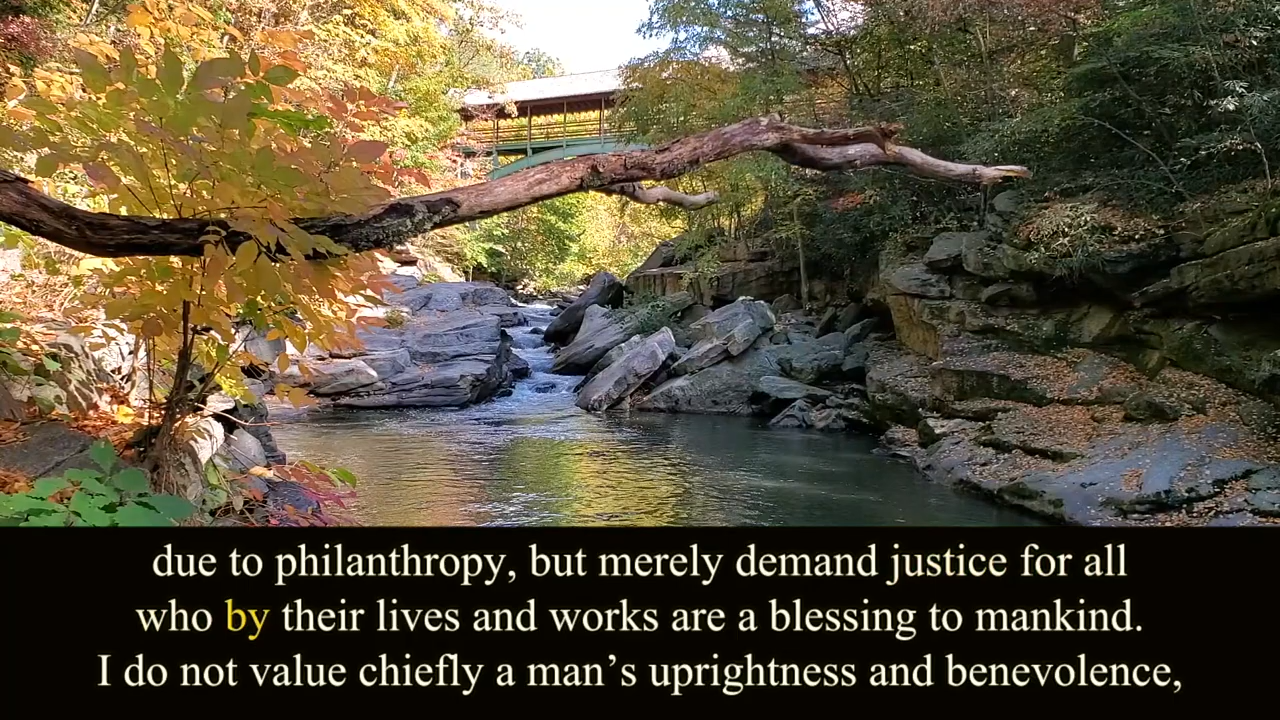 due to philanthropy, but merely demand justice for all
who by their lives and works are a blessing to mankind.
I do not value chiefly a man’s uprightness and benevolence,